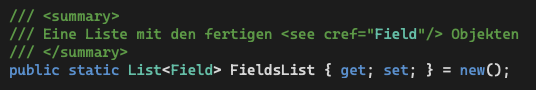 /// <summary>
/// Eine Liste mit den fertigen <see cref="Field"/> Objekten
/// </summary>
public static List<Field> FieldsList { get; set; } = new();